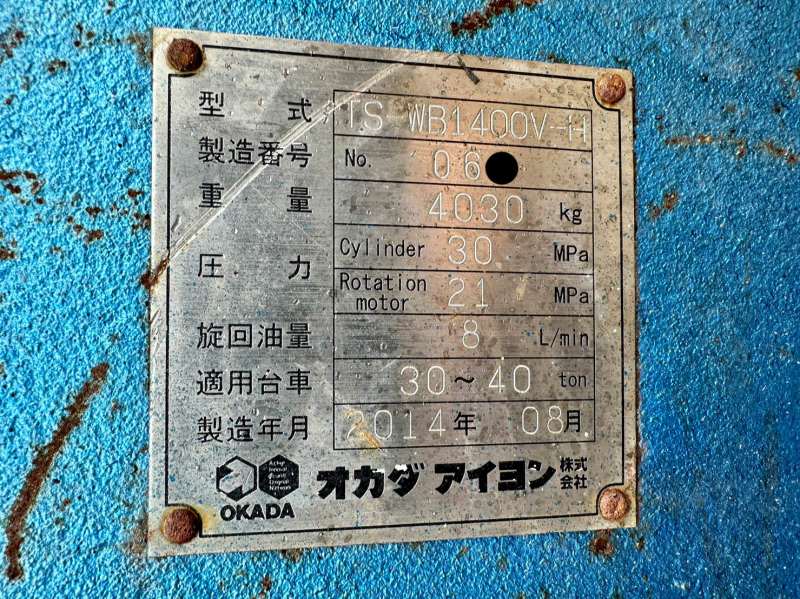 型式 TS-WB1400V-H
製造番号 No. 06
重量 4030 kg
圧力 Cylinder 30 MPa
Rotation motor 21 MPa
旋回油量 8 L/min
適用台車 30～40 ton
製造年月 2014年 08月
OKADA オカダ アイヨン 株式会社